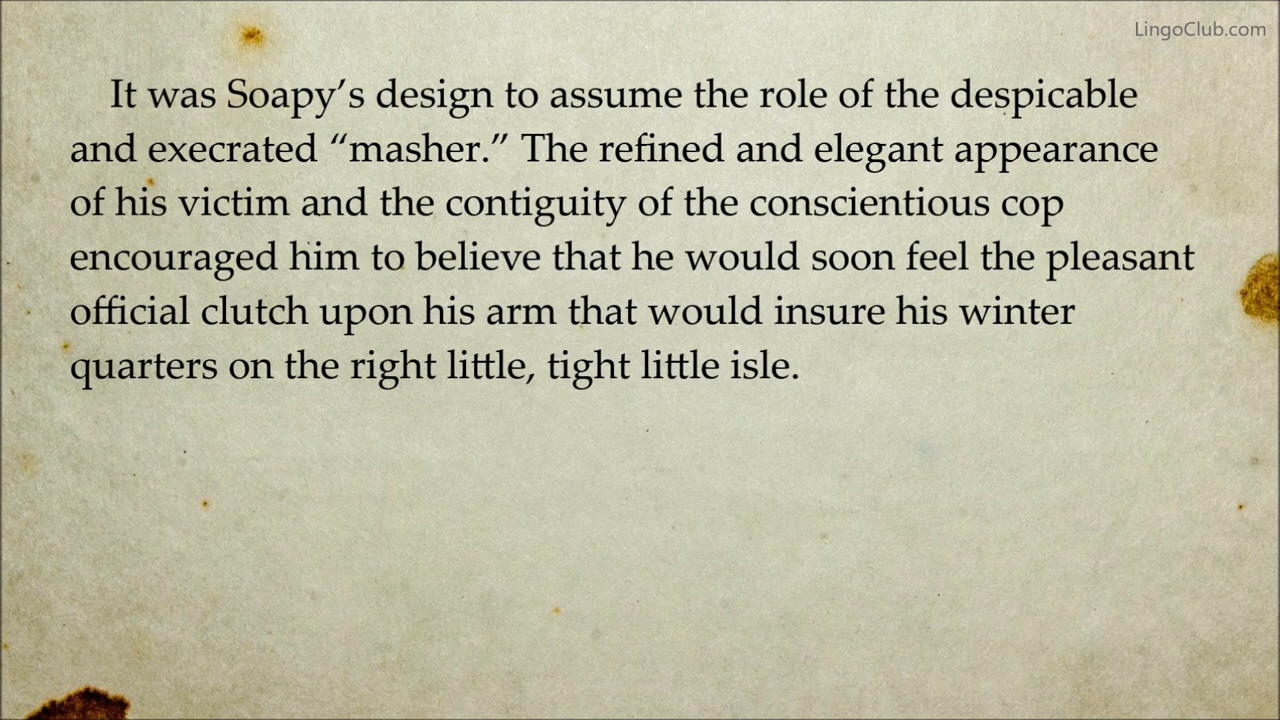 LingoClub.com
It was Soapy’s design to assume the role of the despicable
and execrated “masher.” The refined and elegant appearance
of his victim and the contiguity of the conscientious cop
encouraged him to believe that he would soon feel the pleasant
official clutch upon his arm that would insure his winter
quarters on the right little, tight little isle.